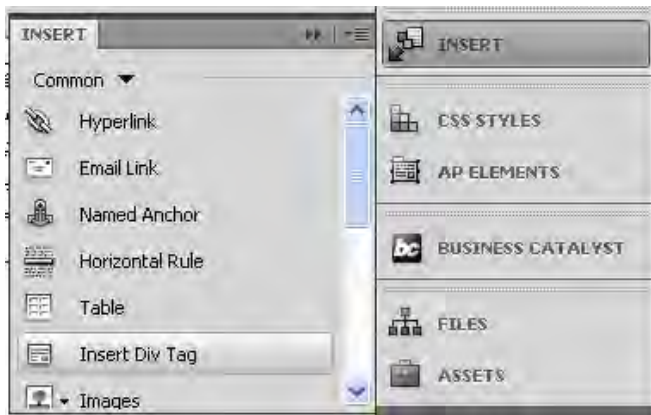 INSERT
Common
Hyperlink
Email Link
Named Anchor
Horizontal Rule
Table
Insert Div Tag
Images
INSERT
CSS STYLES
AP ELEMENTS
bc BUSINESS CATALYST
FILES
ASSETS